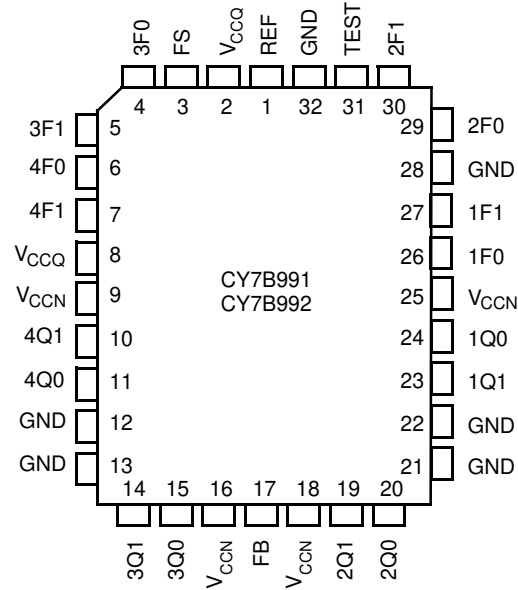 3F0 FS VCCQ REF GND TEST 2F1
4 3 2 1 32 31 30
3F1 5 29 2F0
4F0 6 28 GND
4F1 7 27 1F1
VCCQ 8 26 1F0
CY7B991
CY7B992
VCCN 9 25 VCCN
4Q1 10 24 1Q0
4Q0 11 23 1Q1
GND 12 22 GND
GND 13 21 GND
14 15 16 17 18 19 20
3Q1 3Q0 VCCN FB VCCN 2Q1 2Q0